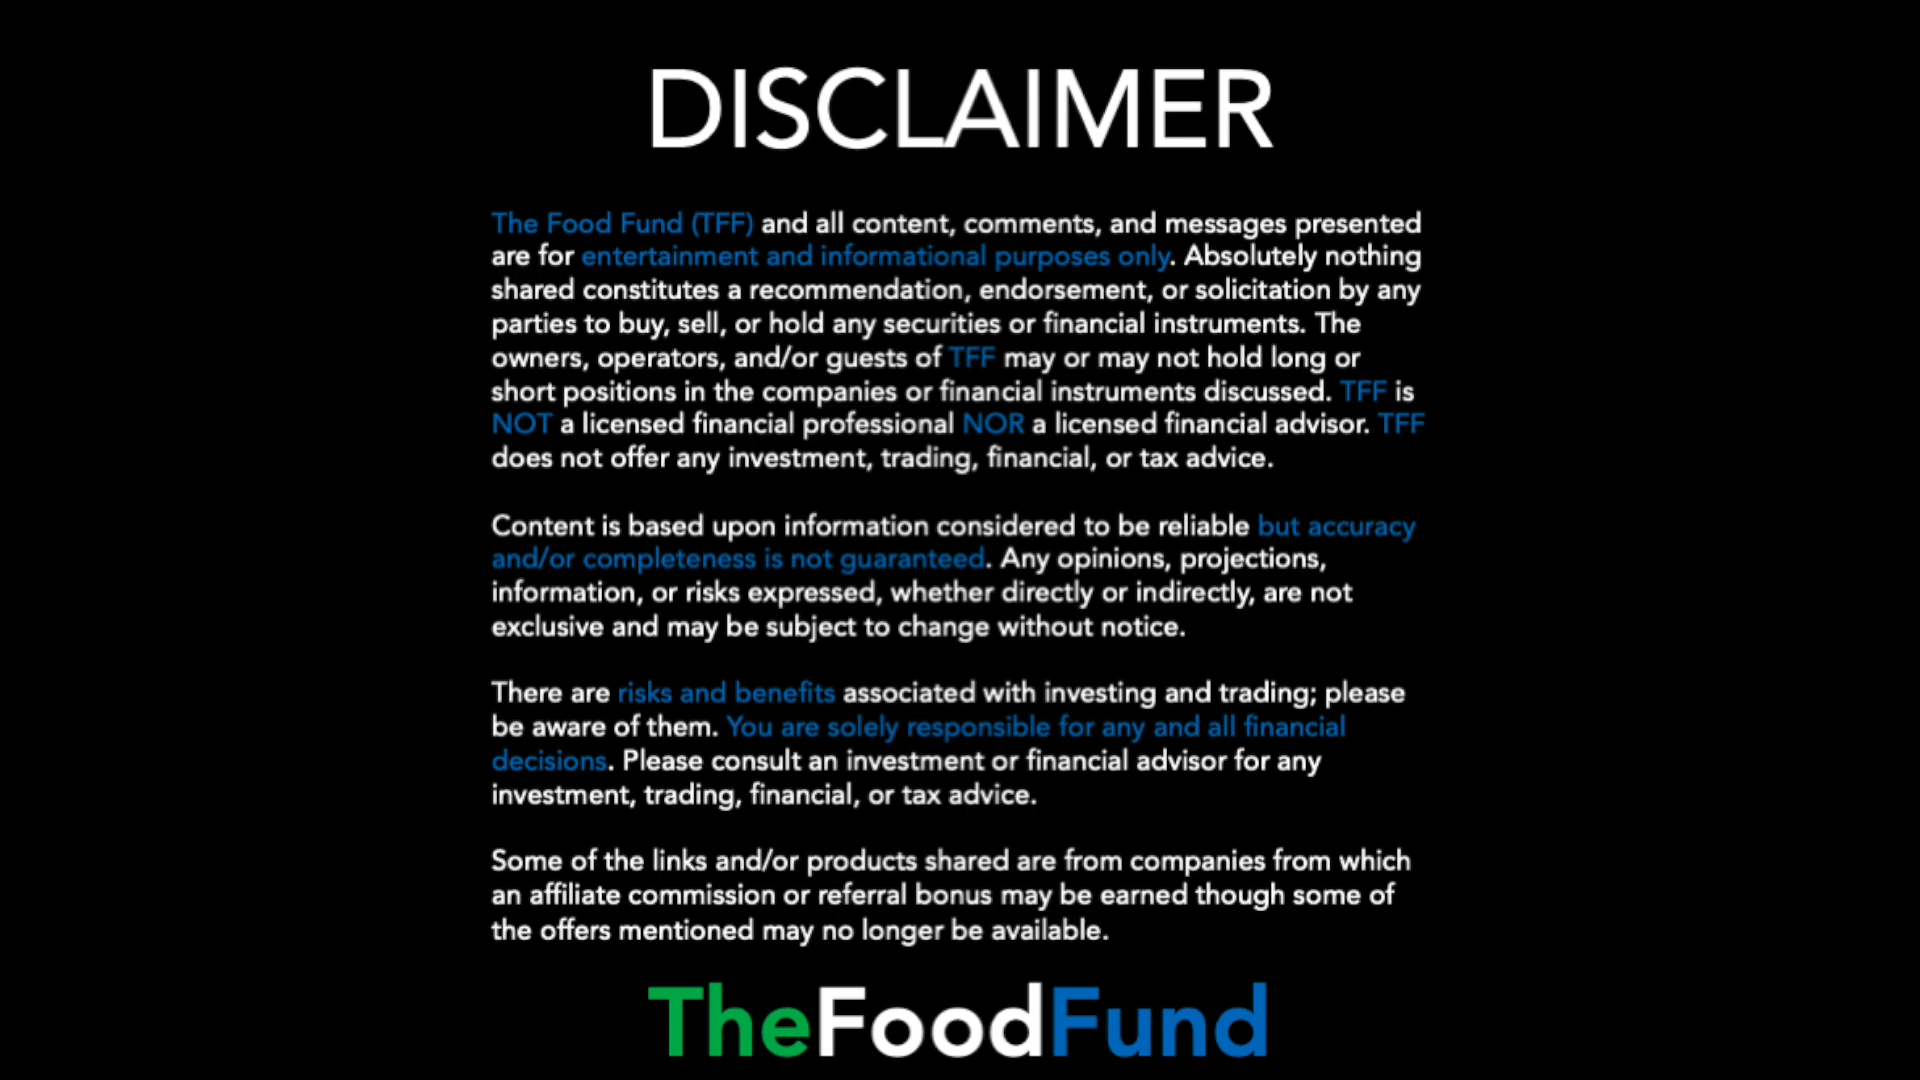 DISCLAIMER
The Food Fund (TFF) and all content, comments, and messages presented
are for entertainment and informational purposes only. Absolutely nothing
shared constitutes a recommendation, endorsement, or solicitation by any
parties to buy, sell, or hold any securities or financial instruments. The
owners, operators, and/or guests of TFF may or may not hold long or
short positions in the companies or financial instruments discussed. TFF is
NOT a licensed financial professional NOR a licensed financial advisor. TFF
does not offer any investment, trading, financial, or tax advice.
Content is based upon information considered to be reliable but accuracy
and/or completeness is not guaranteed. Any opinions, projections,
information, or risks expressed, whether directly or indirectly, are not
exclusive and may be subject to change without notice.
There are risks and benefits associated with investing and trading; please
be aware of them. You are solely responsible for any and all financial
decisions. Please consult an investment or financial advisor for any
investment, trading, financial, or tax advice.
Some of the links and/or products shared are from companies from which
an affiliate commission or referral bonus may be earned though some of
the offers mentioned may no longer be available.
TheFoodFund